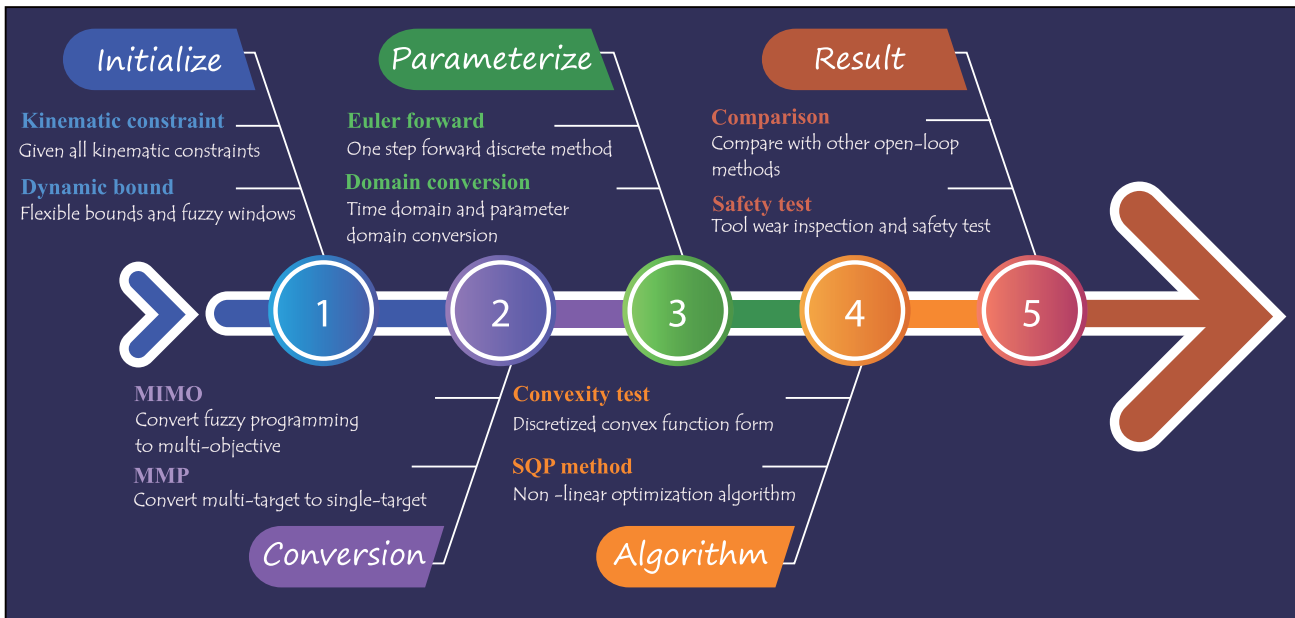 Initialize
Kinematic constraint
Given all kinematic constraints
Dynamic bound
Flexible bounds and fuzzy windows
Parameterize
Euler forward
One step forward discrete method
Domain conversion
Time domain and parameter
domain conversion
Result
Comparison
Compare with other open-loop
methods
Safety test
Tool wear inspection and safety test
1
2
3
4
5
MIMO
Convert fuzzy programming
to multi-objective
MMP
Convert multi-target to single-target
Conversion
Convexity test
Discretized convex function form
SQP method
Non -linear optimization algorithm
Algorithm